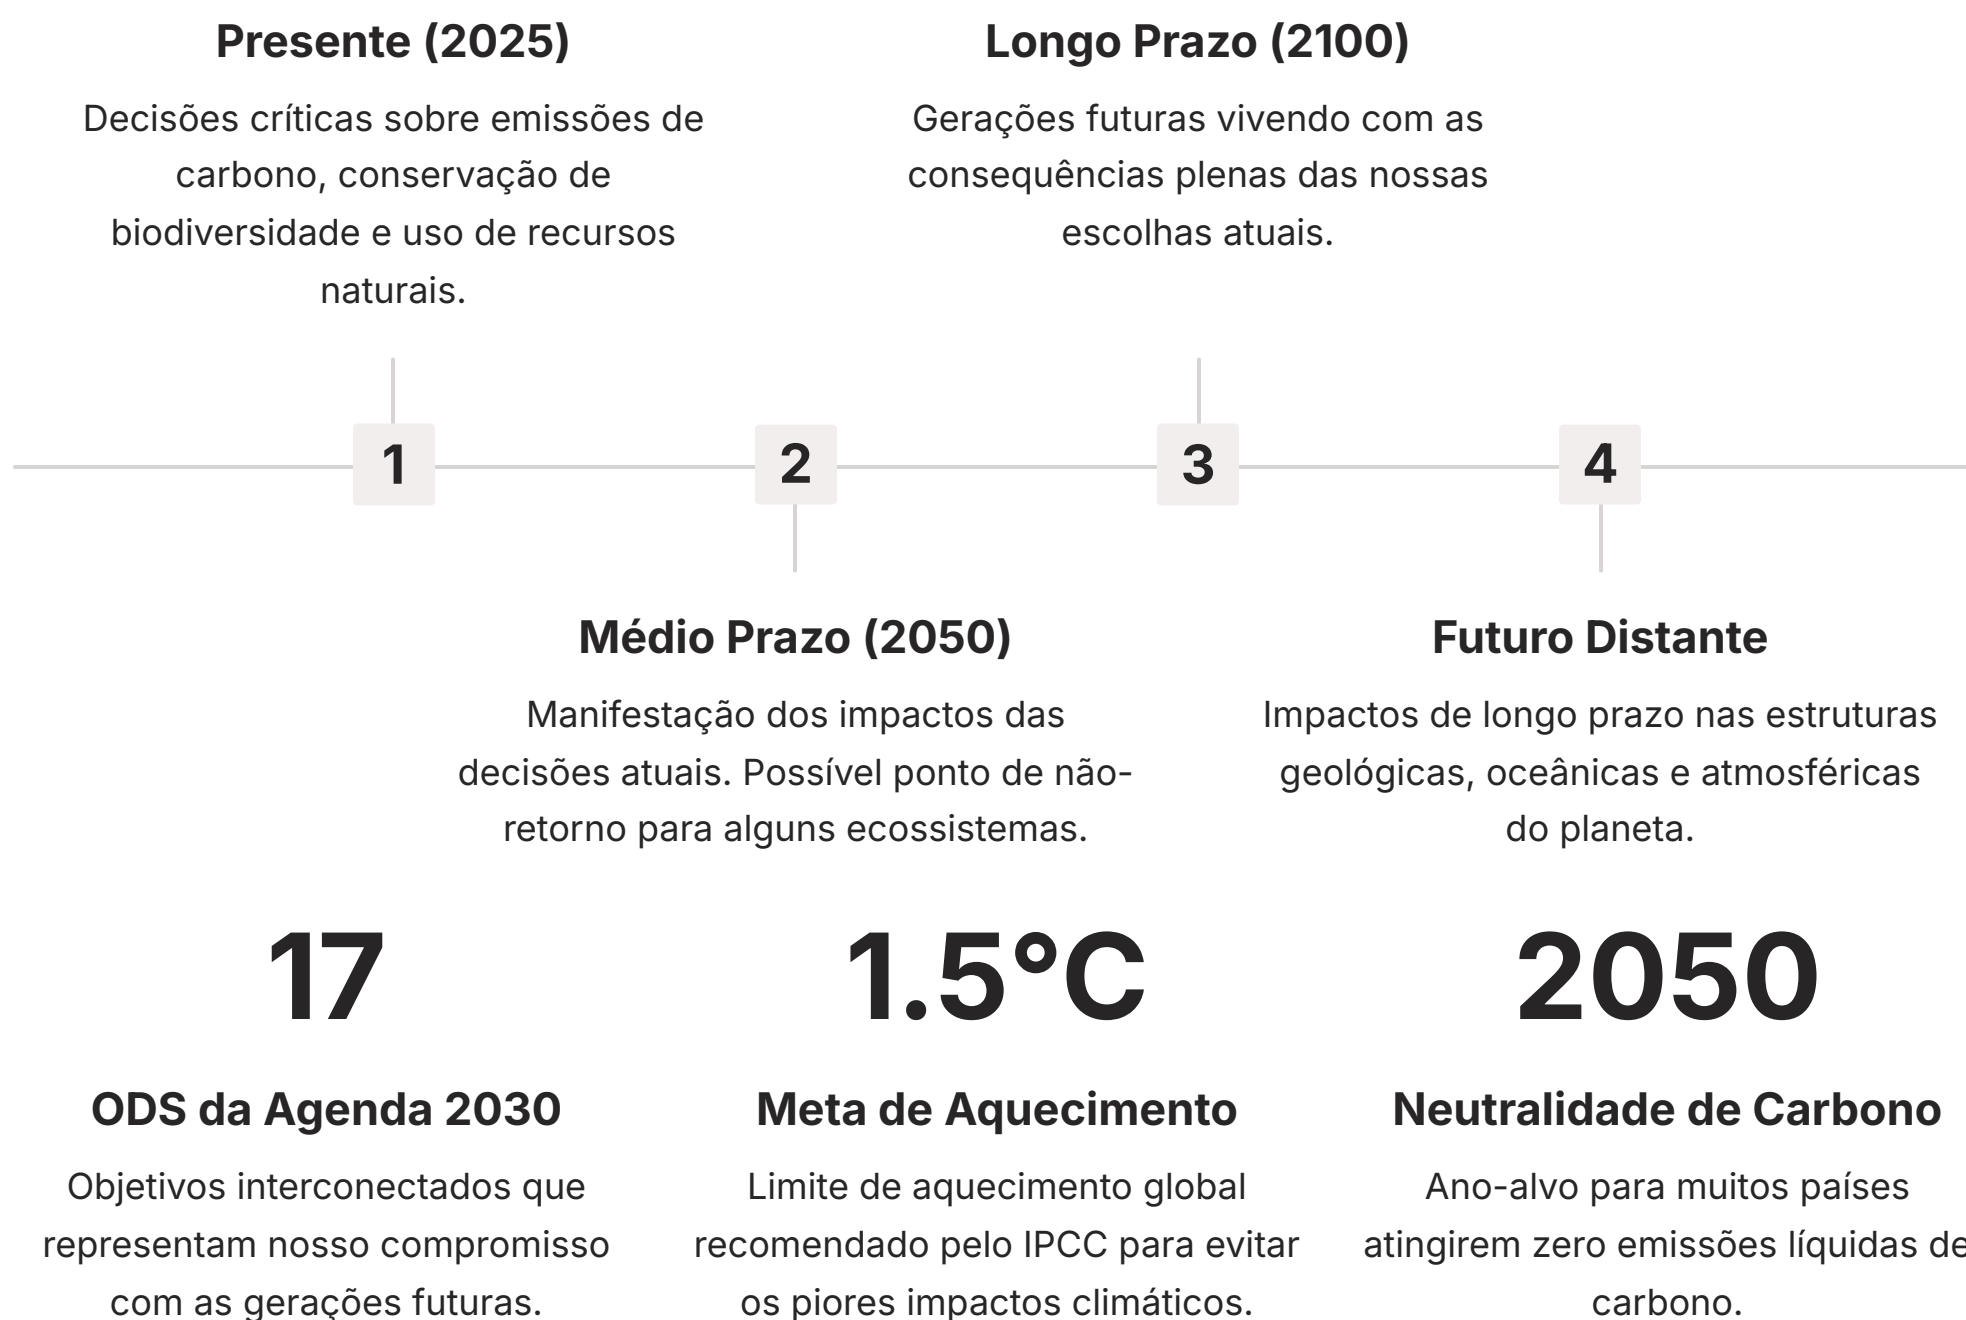 Presente (2025)
Decisões críticas sobre emissões de
carbono, conservação de
biodiversidade e uso de recursos
naturais.
Longo Prazo (2100)
Gerações futuras vivendo com as
consequências plenas das nossas
escolhas atuais.
1
2
3
4
Médio Prazo (2050)
Manifestação dos impactos das
decisões atuais. Possível ponto de não-
retorno para alguns ecossistemas.
Futuro Distante
Impactos de longo prazo nas estruturas
geológicas, oceânicas e atmosféricas
do planeta.
17
ODS da Agenda 2030
Objetivos interconectados que
representam nosso compromisso
com as gerações futuras.
1.5°C
Meta de Aquecimento
Limite de aquecimento global
recomendado pelo IPCC para evitar
os piores impactos climáticos.
2050
Neutralidade de Carbono
Ano-alvo para muitos países
atingirem zero emissões líquidas de
carbono.